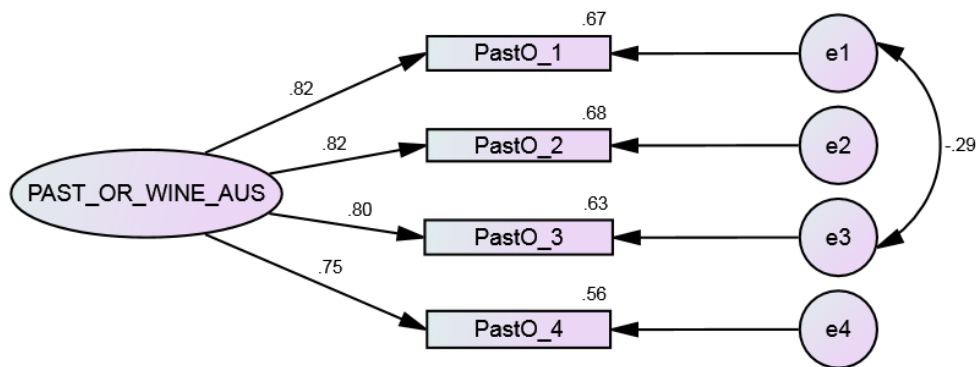 .67
PastO_1
e1
.82
.68
PastO_2
e2
.82
-.29
PAST_OR_WINE_AUS
.63
.80
PastO_3
e3
.75
.56
PastO_4
e4